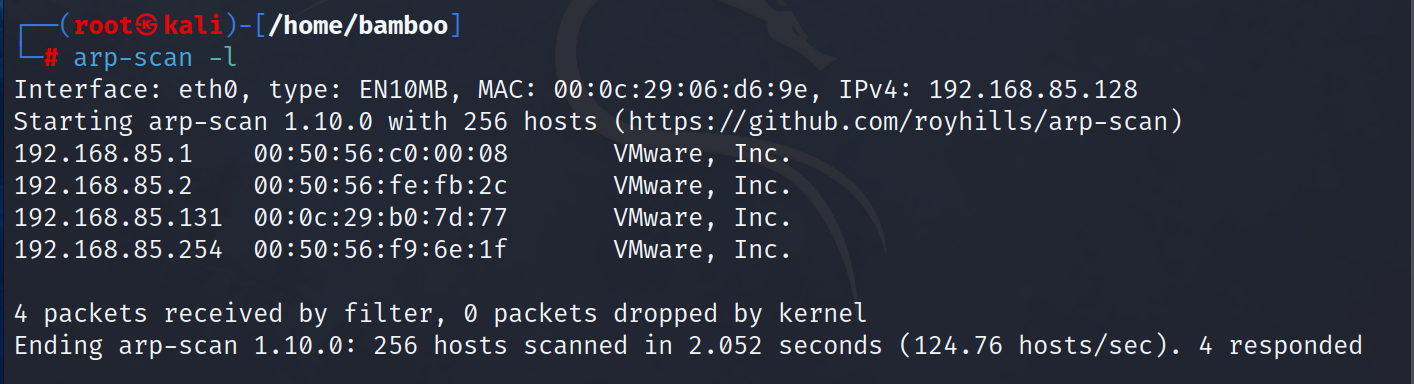 ┌──(root㉿kali)-[/home/bamboo]
└─# arp-scan -l
Interface: eth0, type: EN10MB, MAC: 00:0c:29:06:d6:9e, IPv4: 192.168.85.128
Starting arp-scan 1.10.0 with 256 hosts (https://github.com/royhills/arp-scan)
192.168.85.1    00:50:56:c0:00:08       VMware, Inc.
192.168.85.2    00:50:56:fe:fb:2c       VMware, Inc.
192.168.85.131  00:0c:29:b0:7d:77       VMware, Inc.
192.168.85.254  00:50:56:f9:6e:1f       VMware, Inc.
4 packets received by filter, 0 packets dropped by kernel
Ending arp-scan 1.10.0: 256 hosts scanned in 2.052 seconds (124.76 hosts/sec). 4 responded